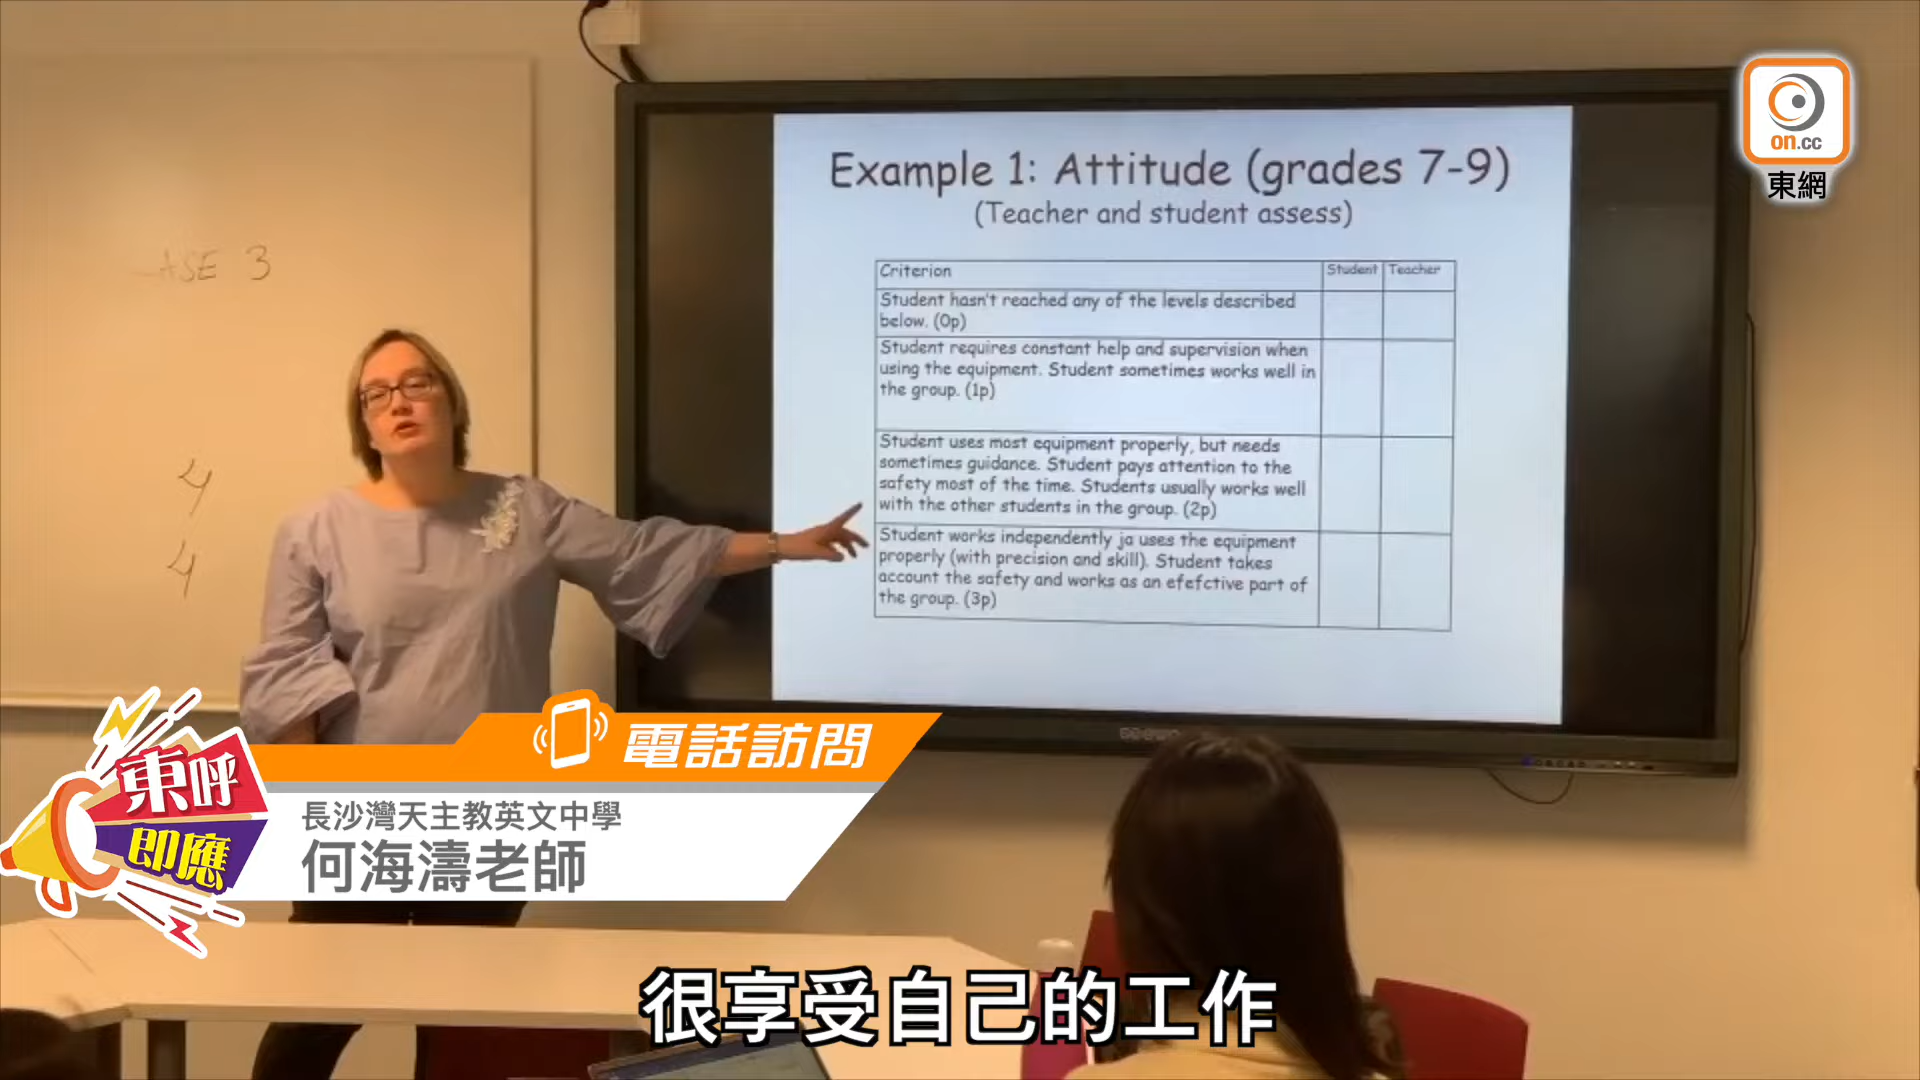 on.cc
東網
Example 1: Attitude (grades 7-9)
(Teacher and student assess)
Criterion
Student
Teacher
Student hasn't reached any of the levels described
below. (0p)
Student requires constant help and supervision when
using the equipment. Student sometimes works well in
the group. (1p)
Student uses most equipment properly, but needs
sometimes guidance. Student pays attention to the
safety most of the time. Students usually works well
with the other students in the group. (2p)
Student works independently ja uses the equipment
properly (with precision and skill). Student takes
account the safety and works as an efefctive part of
the group. (3p)
ASE 3
4
4
東呼
即應
電話訪問
長沙灣天主教英文中學
何海濤老師
很享受自己的工作